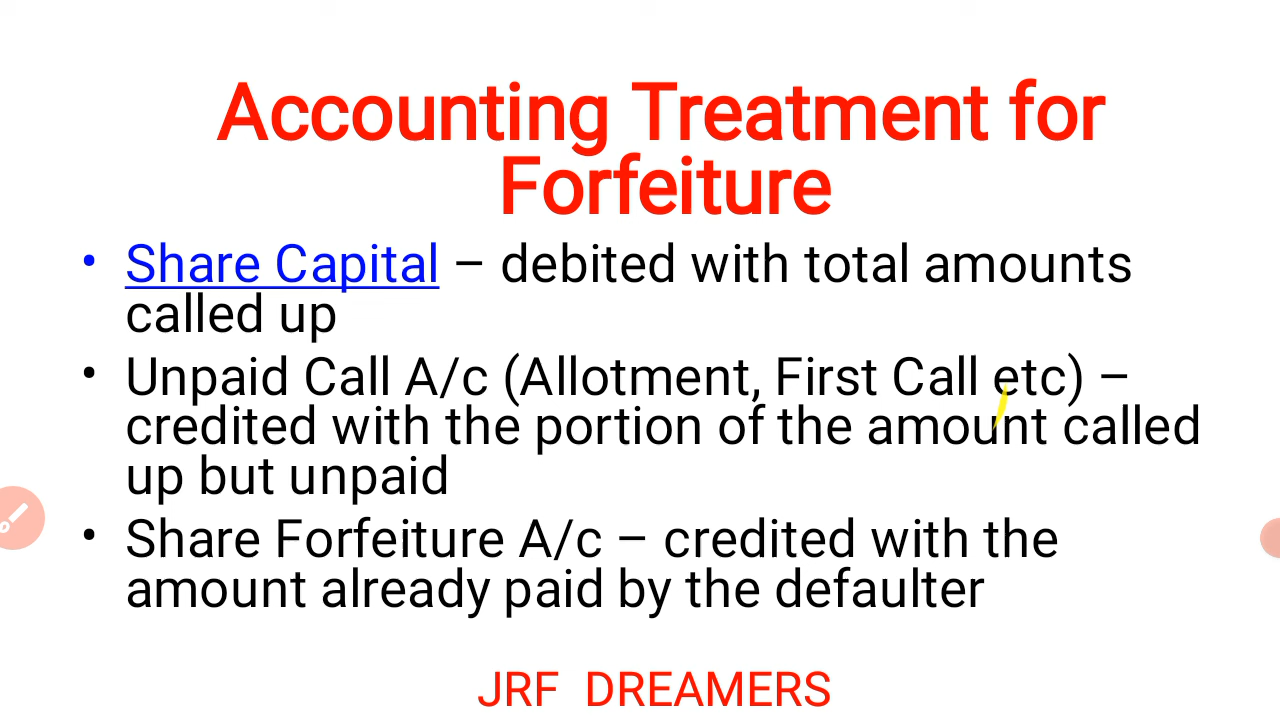 Accounting Treatment for
Forfeiture
• Share Capital – debited with total amounts
called up
• Unpaid Call A/c (Allotment, First Call etc) –
credited with the portion of the amount called
up but unpaid
• Share Forfeiture A/c – credited with the
amount already paid by the defaulter
JRF DREAMERS